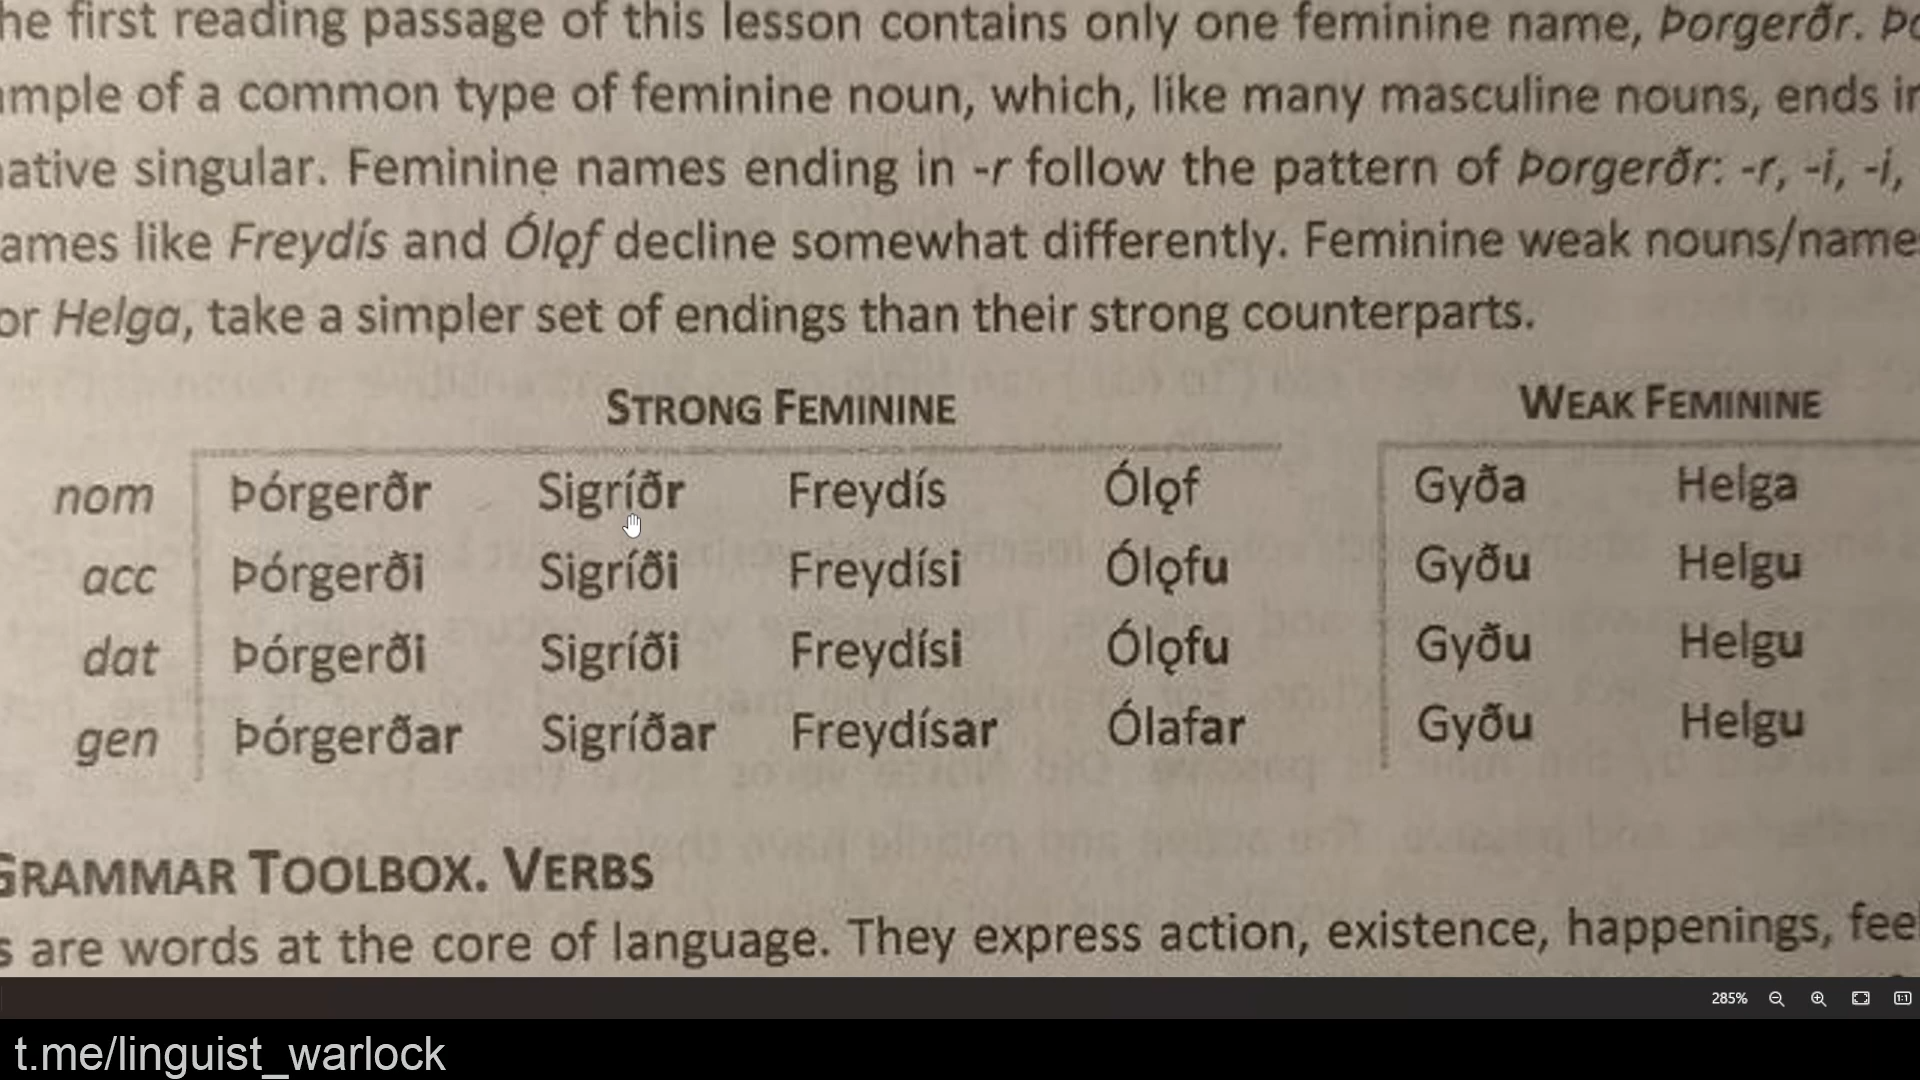 he first reading passage of this lesson contains only one feminine name, Þorgerðr.
ample of a common type of feminine noun, which, like many masculine nouns, ends in
native singular. Feminine names ending in -r follow the pattern of Þorgerðr: -r, -i, -i,
ames like Freydís and Ólǫf decline somewhat differently. Feminine weak nouns/names
or Helga, take a simpler set of endings than their strong counterparts.
STRONG FEMININE WEAK FEMININE
nom Þórgerðr Sigríðr Freydís Ólǫf Gyða Helga
acc Þórgerði Sigríði Freydísi Ólǫfu Gyðu Helgu
dat Þórgerði Sigríði Freydísi Ólǫfu Gyðu Helgu
gen Þórgerðar Sigríðar Freydísar Ólafar Gyðu Helgu
GRAMMAR TOOLBOX. VERBS
s are words at the core of language. They express action, existence, happenings, feel
285%
t.me/linguist_warlock